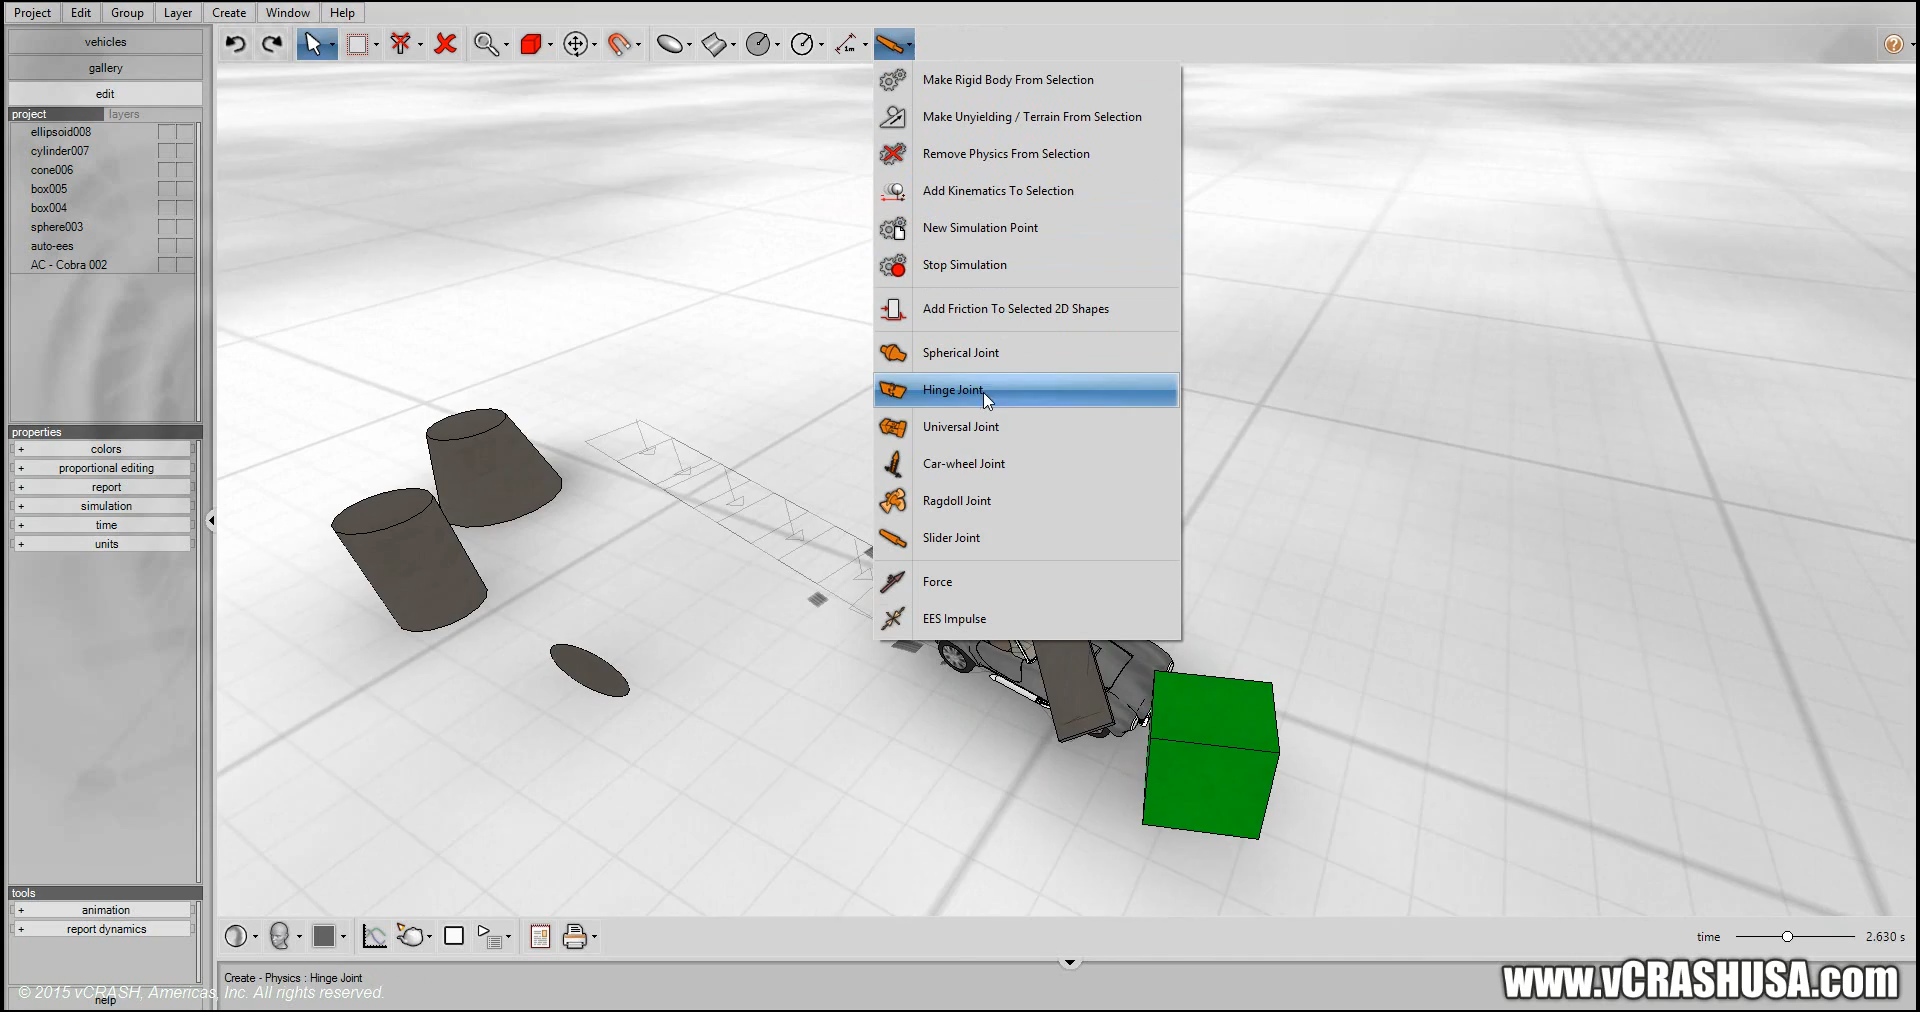 Project Edit Group Layer Create Window Help
vehicles
gallery
edit
project layers
ellipsoid008
cylinder007
cone006
box005
box004
sphere003
auto-ees
AC - Cobra 002
properties
+ colors
+ proportional editing
+ report
+ simulation
+ time
+ units
tools
+ animation
+ report dynamics
help
1m
?
Make Rigid Body From Selection
Make Unyielding / Terrain From Selection
Remove Physics From Selection
Add Kinematics To Selection
New Simulation Point
Stop Simulation
Add Friction To Selected 2D Shapes
Spherical Joint
Hinge Joint
Universal Joint
Car-wheel Joint
Ragdoll Joint
Slider Joint
Force
EES Impulse
time 2.630 s
Create - Physics : Hinge Joint
© 2015 vCRASH, Americas, Inc. All rights reserved.
www.vCRASHUSA.com